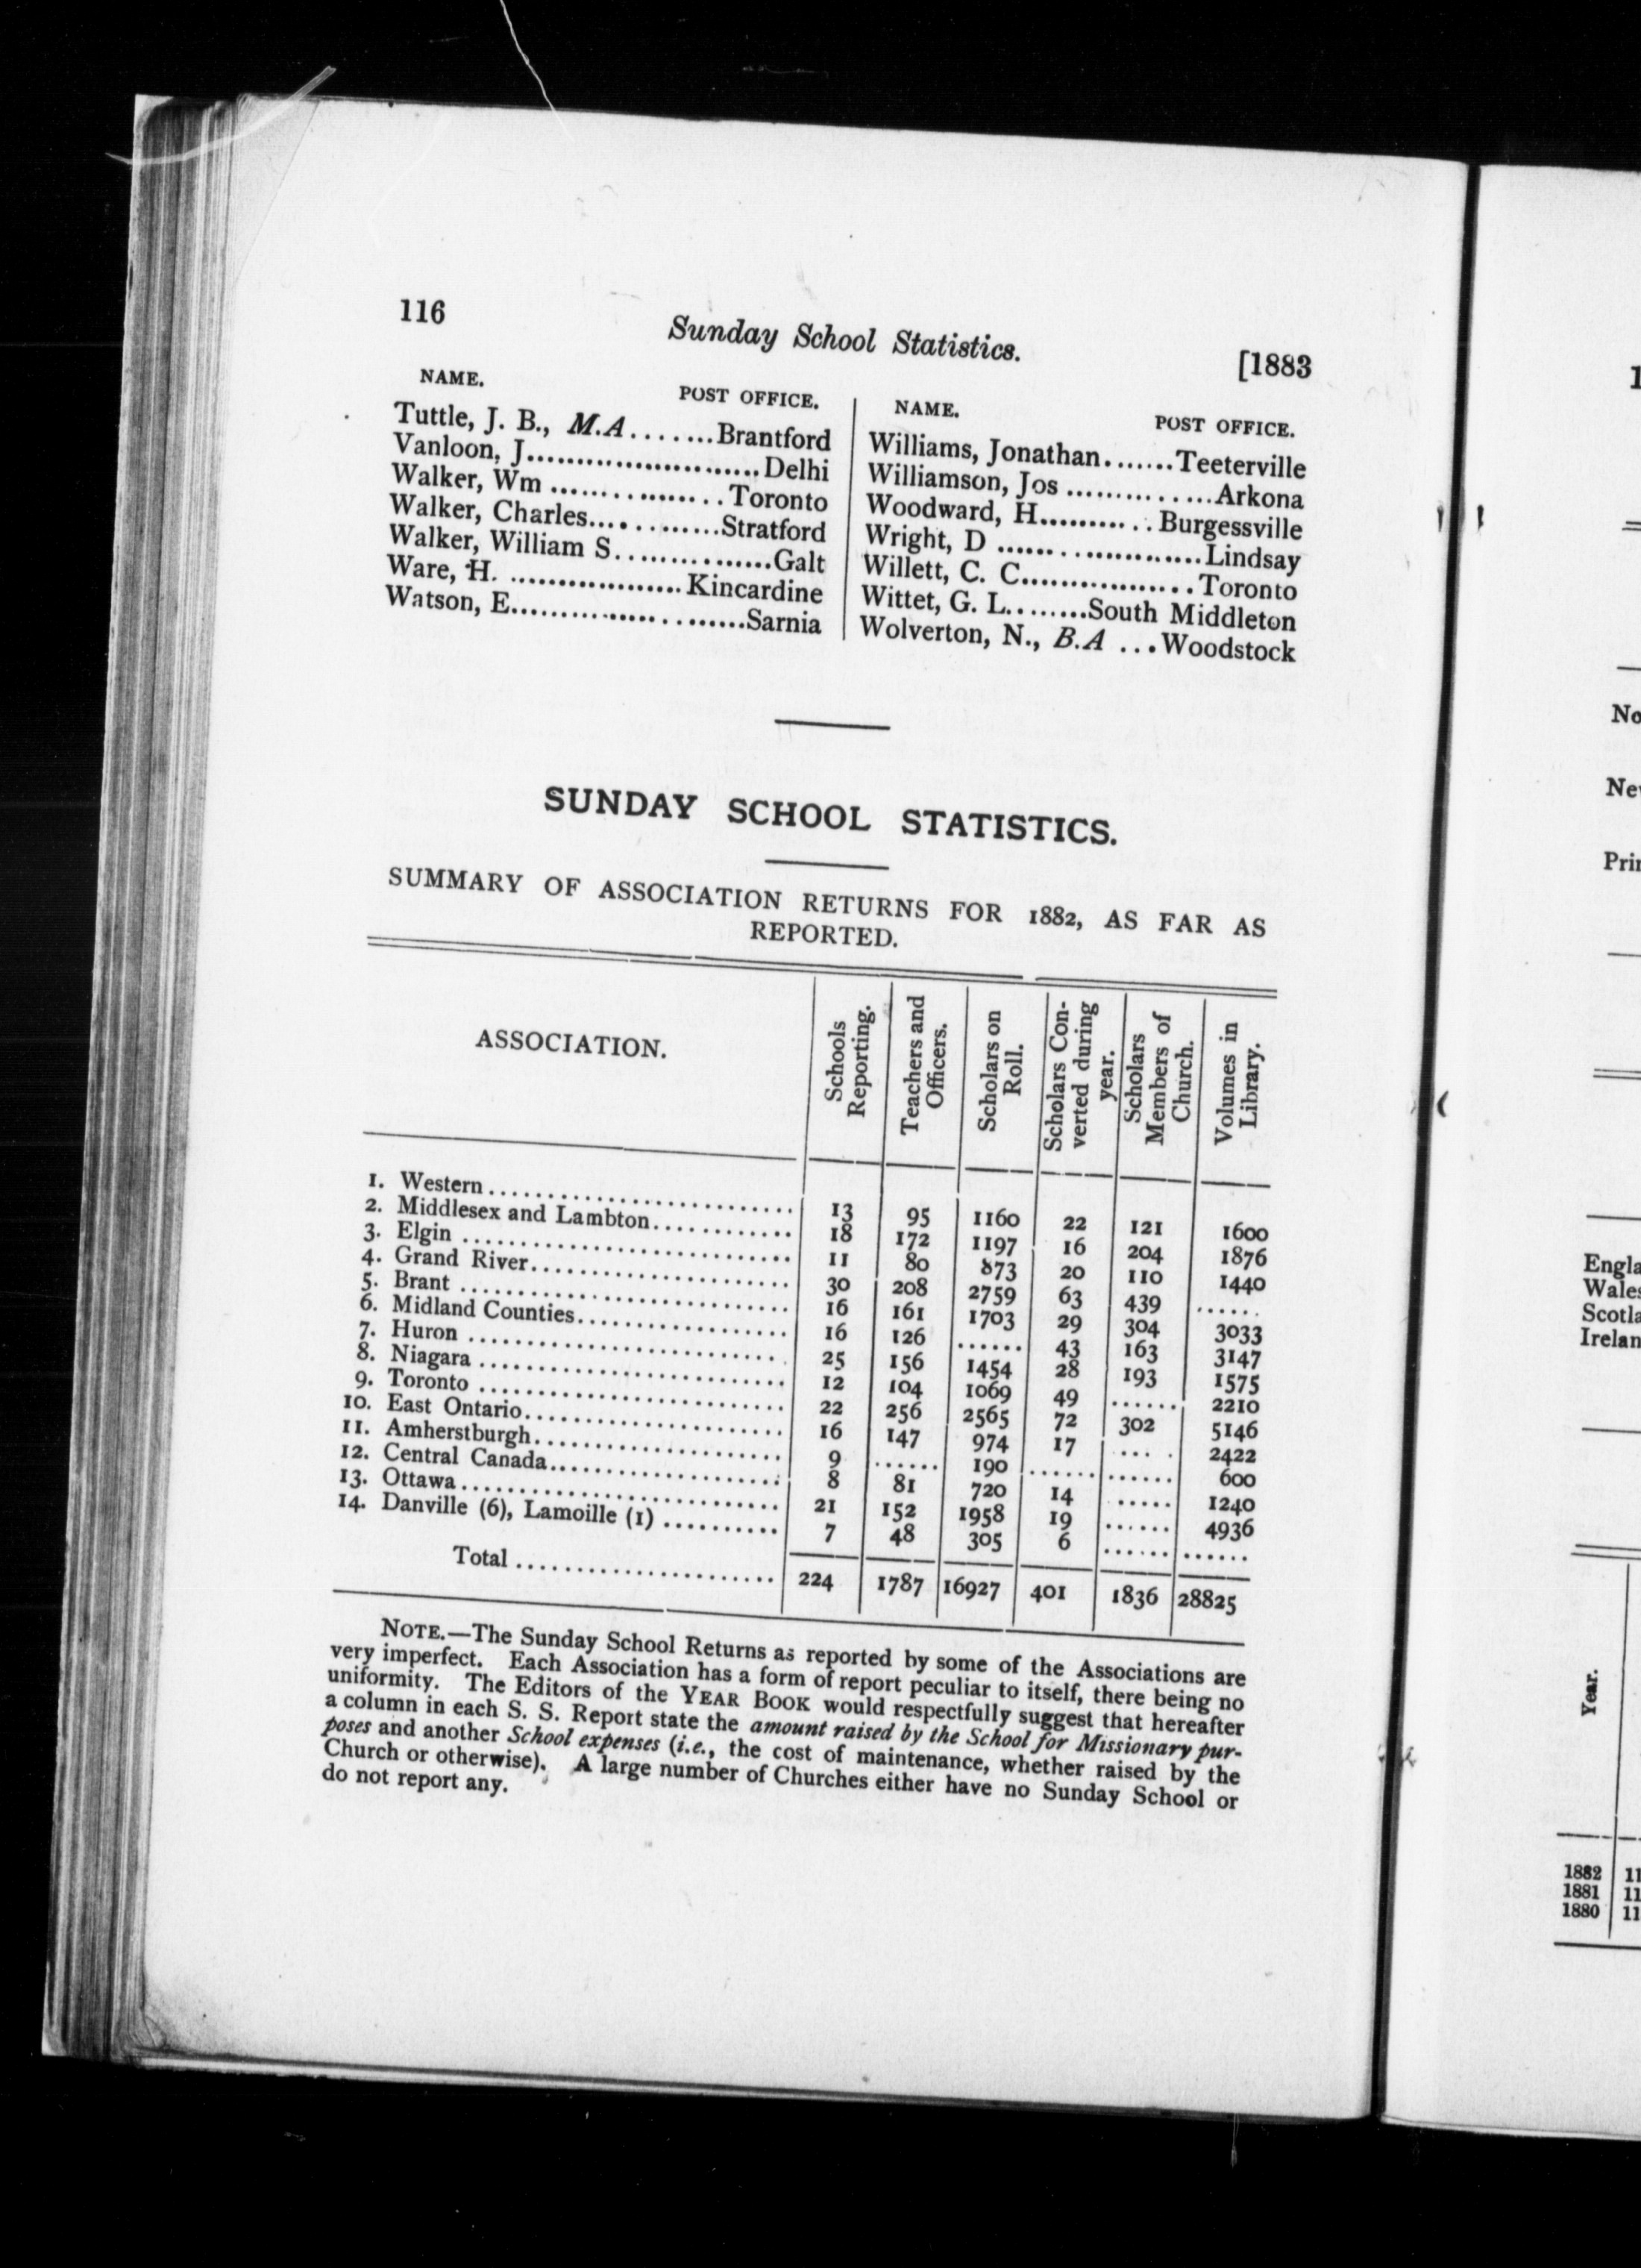 116 Sunday School Statistics. [1883
NAME. POST OFFICE.
Tuttle, J. B., M.A.......Brantford
Vanloon, J........................Delhi
Walker, Wm ..................Toronto
Walker, Charles.............Stratford
Walker, William S...............Galt
Ware, H. ..................Kincardine
Watson, E........................Sarnia
NAME. POST OFFICE.
Williams, Jonathan.......Teeterville
Williamson, Jos ...............Arkona
Woodward, H............Burgessville
Wright, D .....................Lindsay
Willett, C. C..................Toronto
Wittet, G. L........South Middleton
Wolverton, N., B.A ...Woodstock
SUNDAY SCHOOL STATISTICS.
SUMMARY OF ASSOCIATION RETURNS FOR 1882, AS FAR AS
REPORTED.
ASSOCIATION. Schools Reporting. Teachers and Officers. Scholars on Roll. Scholars Con-verted during year. Scholars Members of Church. Volumes in Library.
1. Western.......................... 13 95 1160 22 121 1600
2. Middlesex and Lambton............ 18 172 1197 16 204 1876
3. Elgin ............................ 11 80 873 20 110 1440
4. Grand River...................... 30 208 2759 63 439 ......
5. Brant ............................ 16 161 1703 29 304 3033
6. Midland Counties.................. 16 126 ...... 43 163 3147
7. Huron ........................... 25 156 1454 28 193 1575
8. Niagara .......................... 12 104 1069 49 ...... 2210
9. Toronto .......................... 22 256 2565 72 302 5146
10. East Ontario...................... 16 147 974 17 ...... 2422
11. Amherstburgh..................... 9 ...... 190 ...... ...... 600
12. Central Canada.................... 8 81 720 14 ...... 1240
13. Ottawa........................... 21 152 1958 19 ...... 4936
14. Danville (6), Lamoille (1) .......... 7 48 305 6 ...... ......
Total ...................... 224 1787 16927 401 1836 28825
NOTE.—The Sunday School Returns as reported by some of the Associations are
very imperfect. Each Association has a form of report peculiar to itself, there being no
uniformity. The Editors of the YEAR BOOK would respectfully suggest that hereafter
a column in each S. S. Report state the amount raised by the School for Missionary pur-
poses and another School expenses (i.e., the cost of maintenance, whether raised by the
Church or otherwise). A large number of Churches either have no Sunday School or
do not report any.
Year.
1882
1881
1880